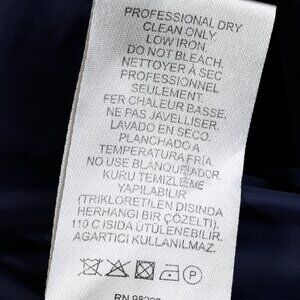 PROFESSIONAL DRY
CLEAN ONLY.
LOW IRON.
DO NOT BLEACH.
NETTOYER À SEC
PROFESSIONNEL
SEULEMENT.
FER CHALEUR BASSE,
NE PAS JAVELLISER.
LAVADO EN SECO.
PLANCHADO A
TEMPERATURA FRÍA
NO USE BLANQUEADOR.
KURU TEMIZLEME
YAPILABILIR
(TRIKLORETILEN DISINDA
HERHANGI BIR ÇOZELTI).
110 C ISIDA ÜTÜLENEBILIR.
AGARTICI KULLANILMAZ.
P